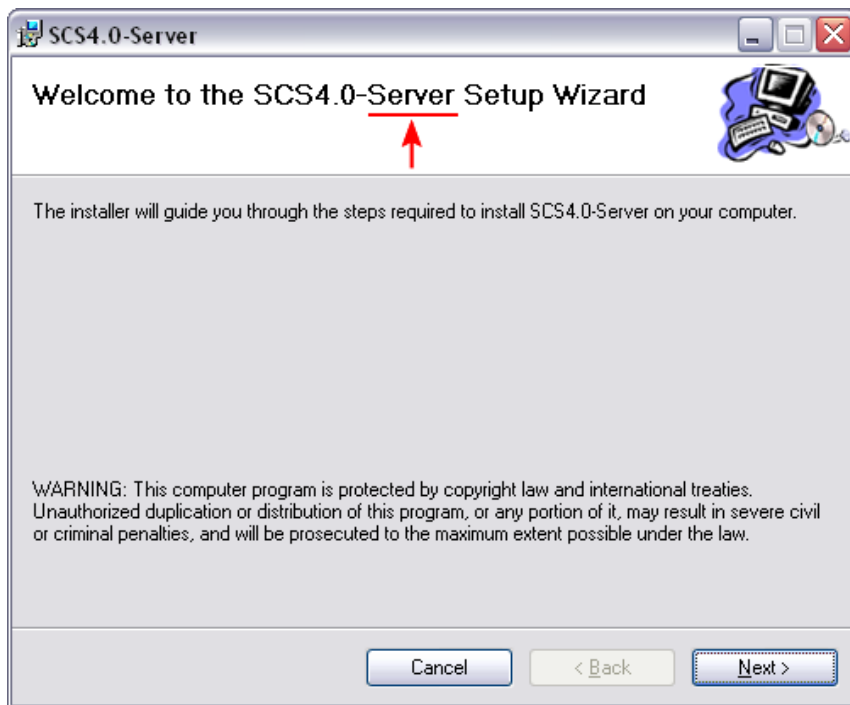 SCS4.0-Server
Welcome to the SCS4.0-Server Setup Wizard
The installer will guide you through the steps required to install SCS4.0-Server on your computer.
WARNING: This computer program is protected by copyright law and international treaties.
Unauthorized duplication or distribution of this program, or any portion of it, may result in severe civil
or criminal penalties, and will be prosecuted to the maximum extent possible under the law.
Cancel
< Back
Next >